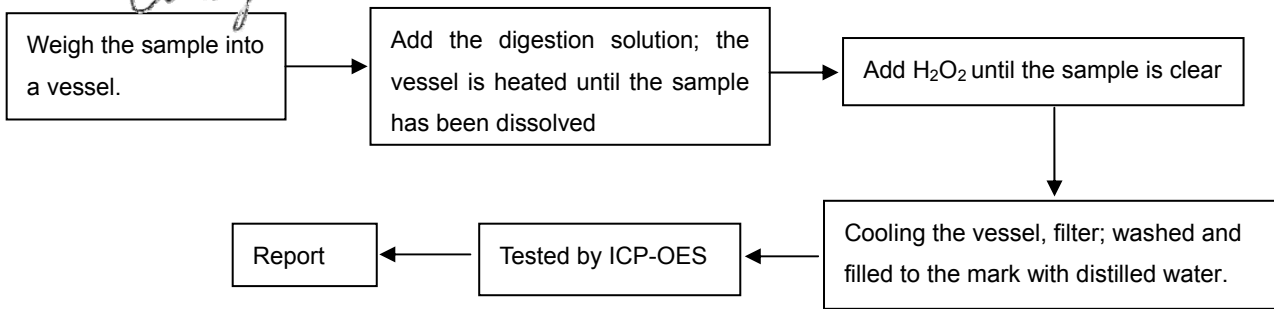 Weigh the sample into
a vessel.
Add the digestion solution; the
vessel is heated until the sample
has been dissolved
Add H₂O₂ until the sample is clear
Cooling the vessel, filter; washed and
filled to the mark with distilled water.
Tested by ICP-OES
Report